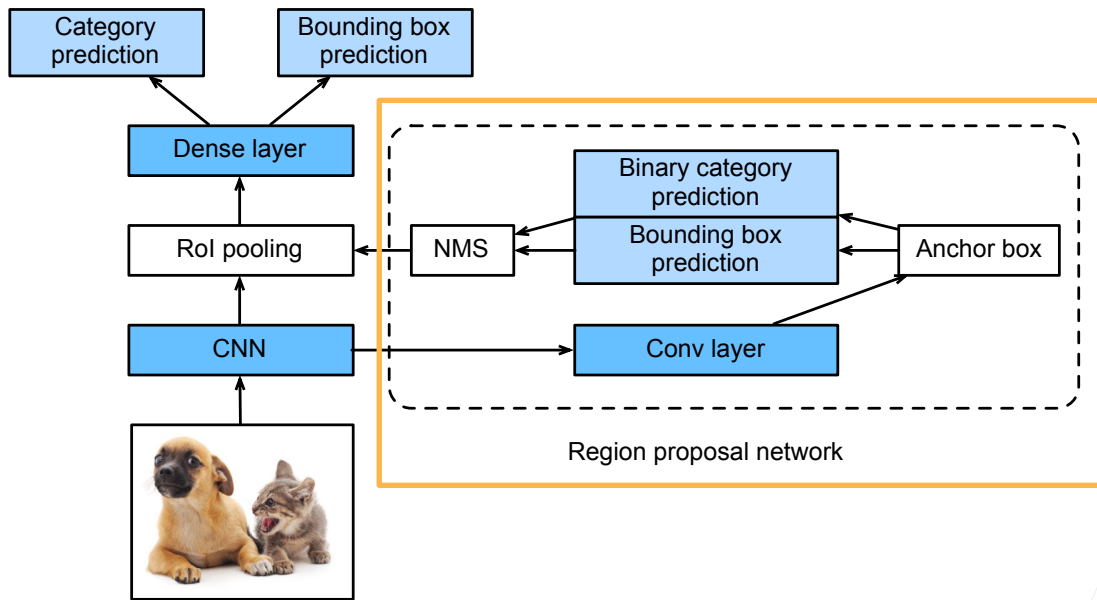 Category
prediction
Bounding box
prediction
Dense layer
Binary category
prediction
RoI pooling
NMS
Bounding box
prediction
Anchor box
CNN
Conv layer
Region proposal network